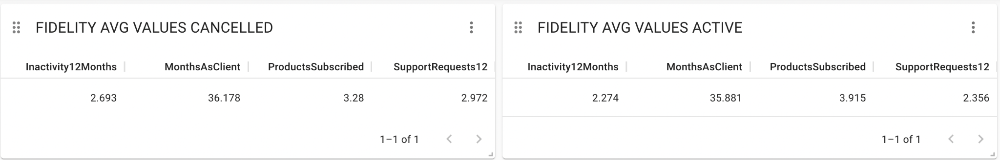 FIDELITY AVG VALUES CANCELLED
Inactivity12Months MonthsAsClient ProductsSubscribed SupportRequests12
2.693 36.178 3.28 2.972
1–1 of 1
FIDELITY AVG VALUES ACTIVE
Inactivity12Months MonthsAsClient ProductsSubscribed SupportRequests12
2.274 35.881 3.915 2.356
1–1 of 1